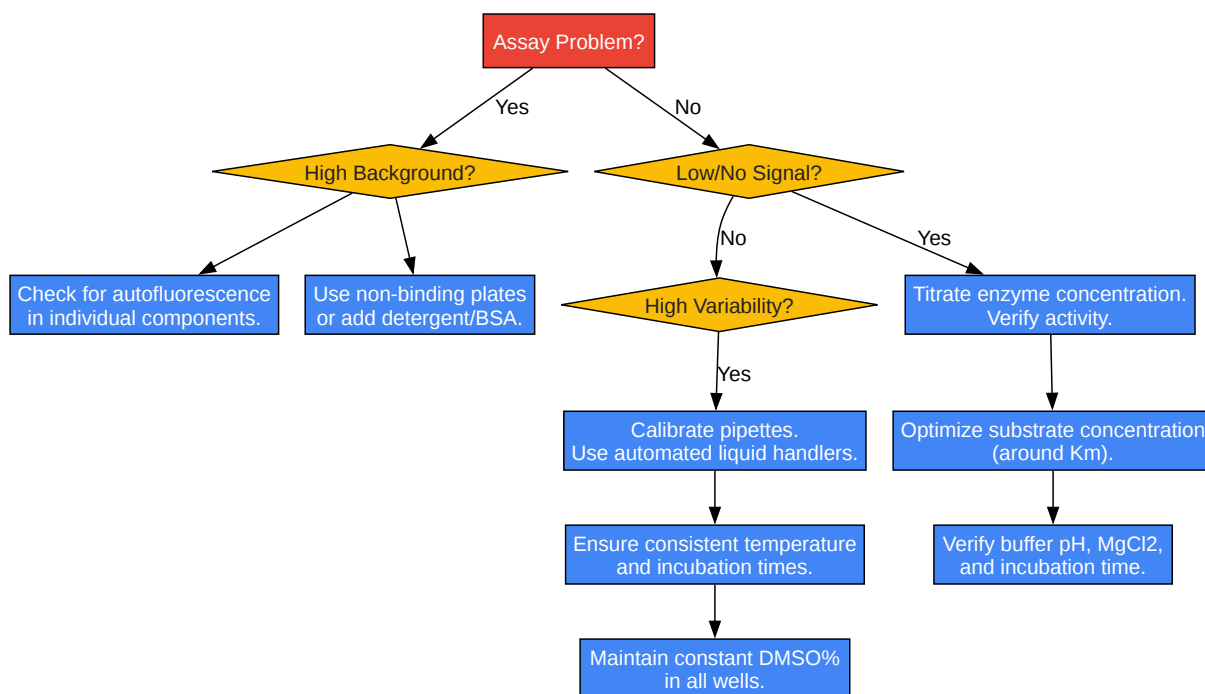 Assay Problem?
Yes
No
High Background?
Low/No Signal?
No
Yes
Check for autofluorescence
in individual components.
Use non-binding plates
or add detergent/BSA.
High Variability?
Titrate enzyme concentration.
Verify activity.
Yes
Calibrate pipettes.
Use automated liquid handlers.
Optimize substrate concentration
(around Km).
Ensure consistent temperature
and incubation times.
Verify buffer pH, MgCl2,
and incubation time.
Maintain constant DMSO%
in all wells.